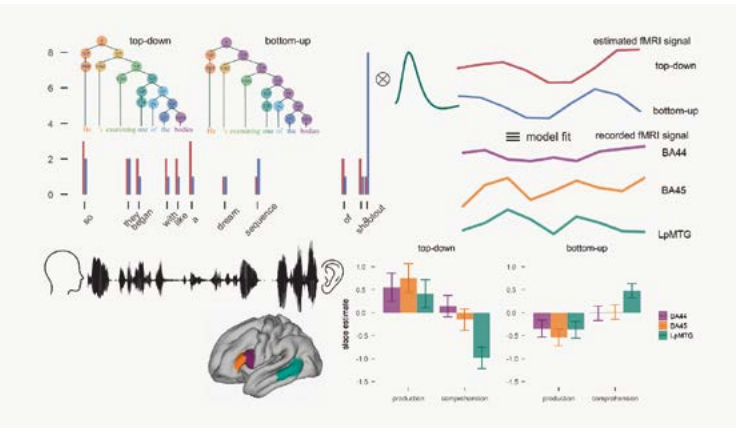 top-down
bottom-up
8
6
4
2
0
He 's examining one of the bodies
He 's examining one of the bodies
so
they
began
with
like
a
dream
sequence
of
a
shootout
⊗
estimated fMRI signal
top-down
bottom-up
≡ model fit
recorded fMRI signal
BA44
BA45
LpMTG
top-down
bottom-up
slope estimate
1.0
0.5
0.0
-0.5
-1.0
-1.5
production
comprehension
1.0
0.5
0.0
-0.5
-1.0
-1.5
production
comprehension
BA44
BA45
LpMTG